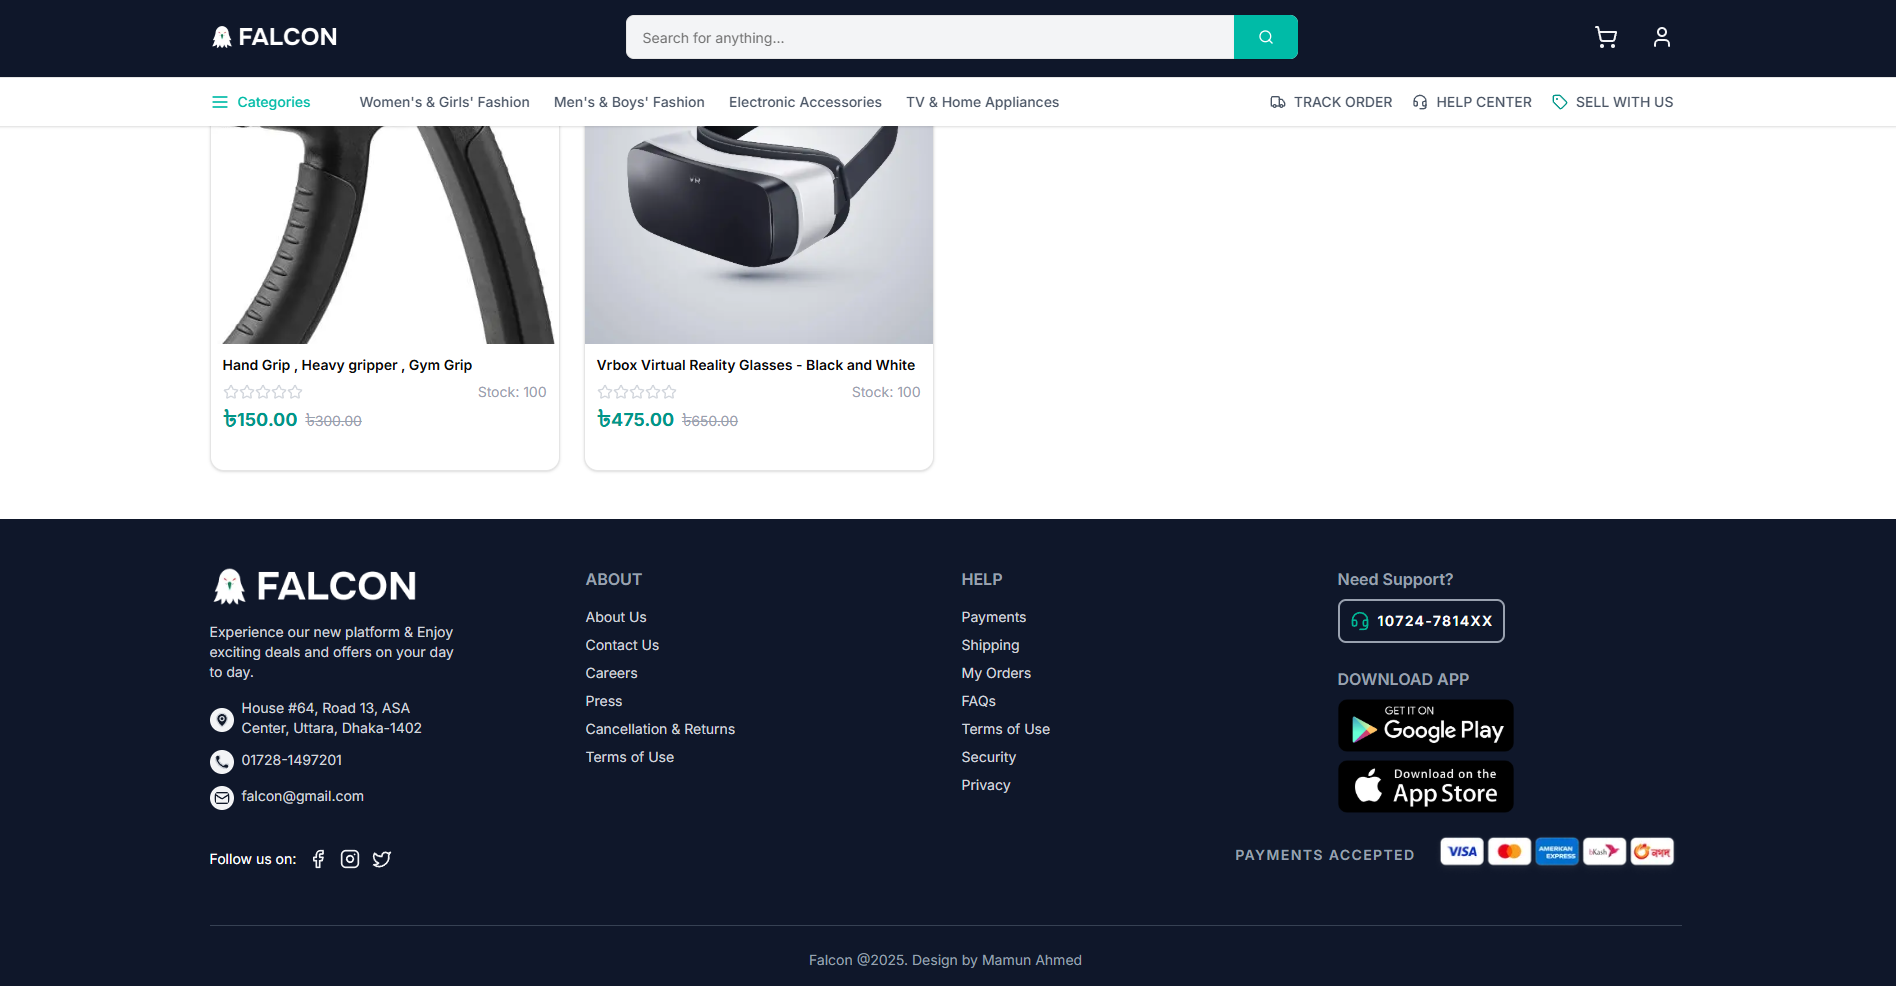 FALCON
Search for anything...
Categories
Women's & Girls' Fashion
Men's & Boys' Fashion
Electronic Accessories
TV & Home Appliances
TRACK ORDER
HELP CENTER
SELL WITH US
Hand Grip , Heavy gripper , Gym Grip
Stock: 100
৳150.00 ৳300.00
Vrbox Virtual Reality Glasses - Black and White
Stock: 100
৳475.00 ৳650.00
FALCON
Experience our new platform & Enjoy
exciting deals and offers on your day
to day.
House #64, Road 13, ASA
Center, Uttara, Dhaka-1402
01728-1497201
falcon@gmail.com
Follow us on:
ABOUT
About Us
Contact Us
Careers
Press
Cancellation & Returns
Terms of Use
HELP
Payments
Shipping
My Orders
FAQs
Terms of Use
Security
Privacy
Need Support?
10724-7814XX
DOWNLOAD APP
GET IT ON
Google Play
Download on the
App Store
PAYMENTS ACCEPTED
VISA
AMERICAN
EXPRESS
bKash
নগদ
Falcon @2025. Design by Mamun Ahmed